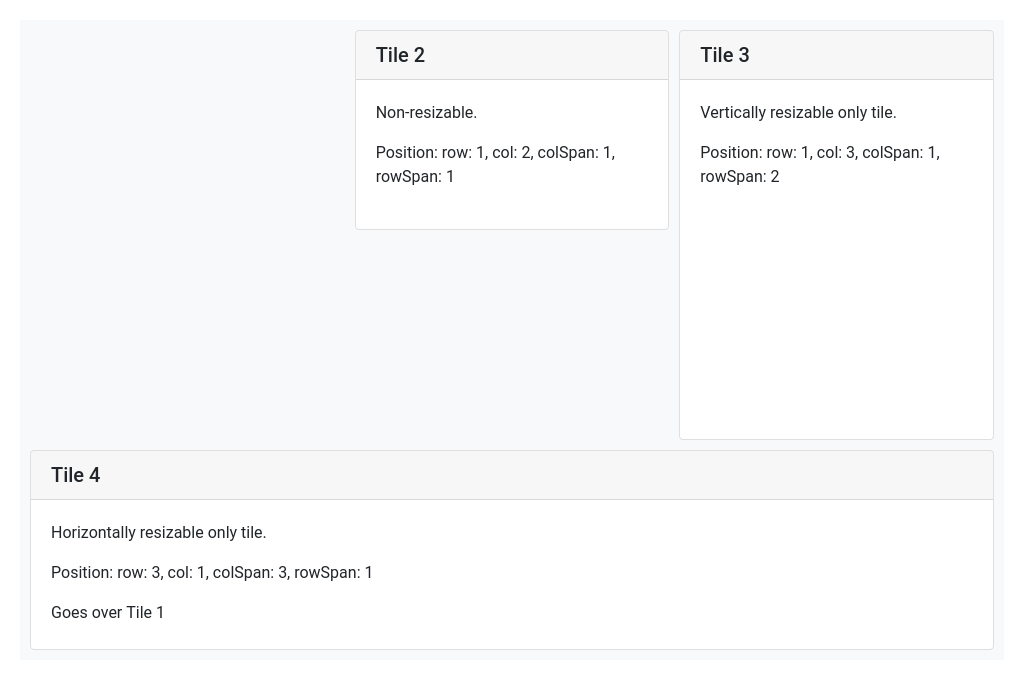 Tile 2
Non-resizable.
Position: row: 1, col: 2, colSpan: 1,
rowSpan: 1
Tile 3
Vertically resizable only tile.
Position: row: 1, col: 3, colSpan: 1,
rowSpan: 2
Tile 4
Horizontally resizable only tile.
Position: row: 3, col: 1, colSpan: 3, rowSpan: 1
Goes over Tile 1